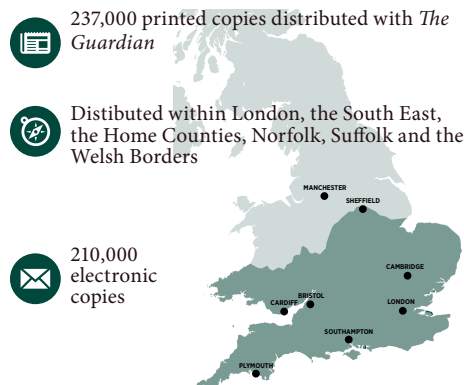 237,000 printed copies distributed with The
Guardian
Distibuted within London, the South East,
the Home Counties, Norfolk, Suffolk and the
Welsh Borders
MANCHESTER
SHEFFIELD
210,000
electronic
copies
CAMBRIDGE
BRISTOL
CARDIFF
LONDON
SOUTHAMPTON
PLYMOUTH